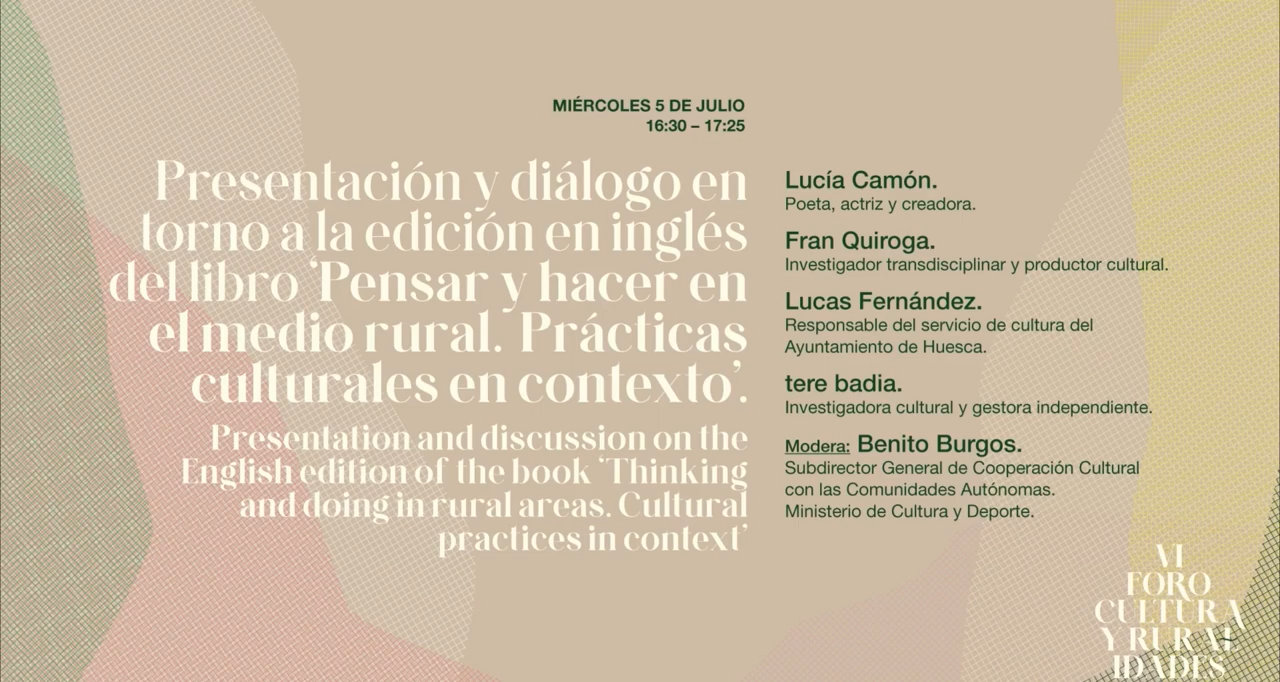 MIÉRCOLES 5 DE JULIO
16:30 – 17:25
Presentación y diálogo en
torno a la edición en inglés
del libro ‘Pensar y hacer en
el medio rural. Prácticas
culturales en contexto’.
Presentation and discussion on the
English edition of the book ‘Thinking
and doing in rural areas. Cultural
practices in context’
Lucía Camón.
Poeta, actriz y creadora.
Fran Quiroga.
Investigador transdisciplinar y productor cultural.
Lucas Fernández.
Responsable del servicio de cultura del
Ayuntamiento de Huesca.
tere badia.
Investigadora cultural y gestora independiente.
Modera: Benito Burgos.
Subdirector General de Cooperación Cultural
con las Comunidades Autónomas.
Ministerio de Cultura y Deporte.
VI
FORO
CULTURA
Y RURAL
IDADES